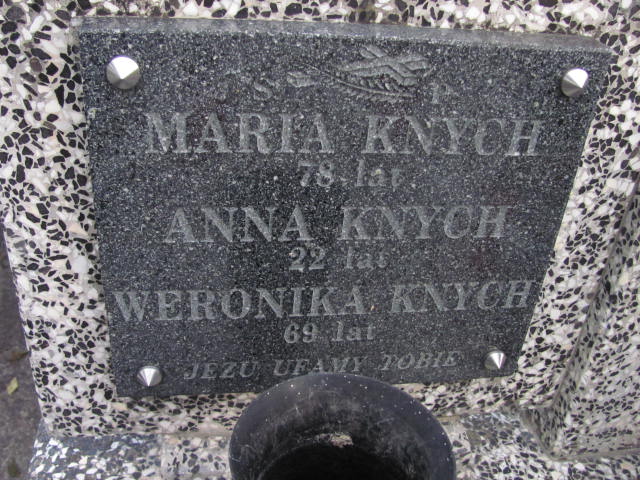 S P.
MARIA KNYCH
78 lat
ANNA KNYCH
22 lat
WERONIKA KNYCH
69 lat
JEZU UFAMY TOBIE